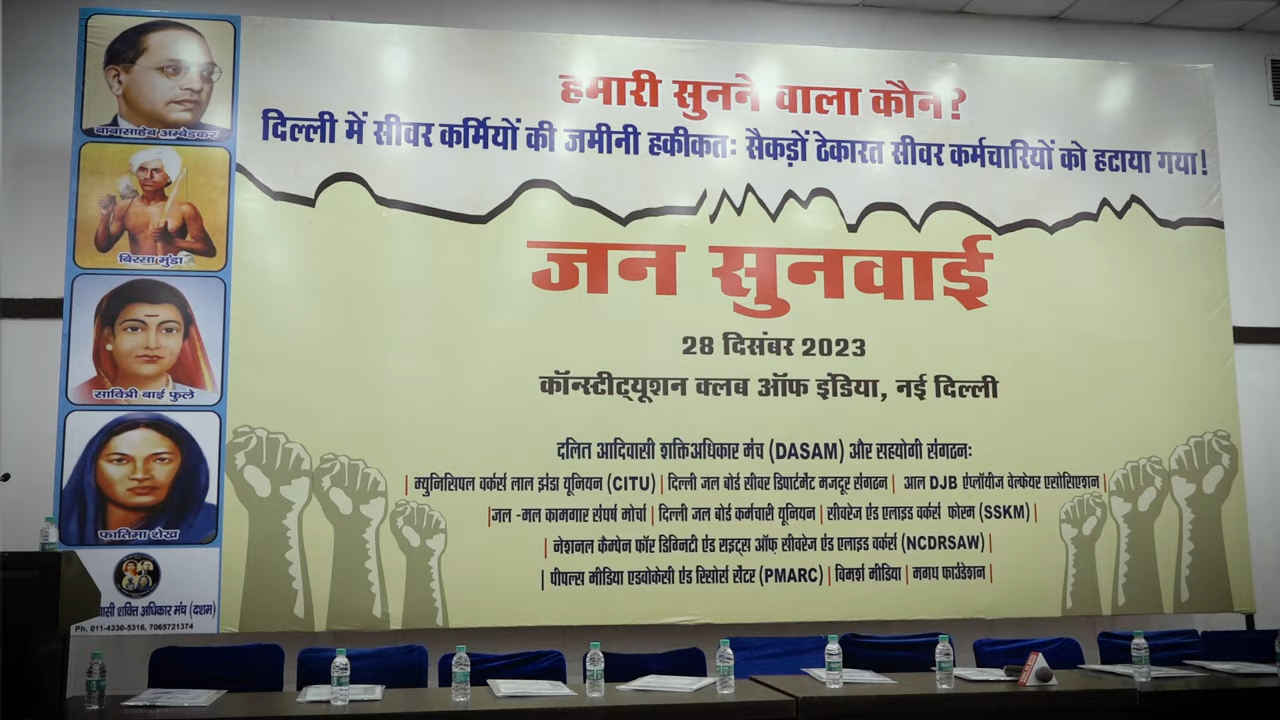 बाबासाहेब अम्बेडकर
बिरसा मुंडा
सावित्री बाई फुले
फातिमा शेख
हमारी सुनने वाला कौन?
दिल्ली में सीवर कर्मियों की जमीनी हकीकत: सैकड़ों ठेकारत सीवर कर्मचारियों को हटाया गया!
जन सुनवाई
28 दिसंबर 2023
कॉन्स्टीट्यूशन क्लब ऑफ इंडिया, नई दिल्ली
दलित आदिवासी शक्तिअधिकार मंच (DASAM) और सहयोगी संगठन:
| म्युनिसिपल वर्कर्स लाल झंडा यूनियन (CITU) | दिल्ली जल बोर्ड सीवर डिपार्टमेंट मजदूर संगठन | आल DJB एंप्लॉयीज वेल्फेयर एसोसिएशन |
|जल -मल कामगार संघर्ष मोर्चा | दिल्ली जल बोर्ड कर्मचारी यूनियन | सीवरेज एंड एलाइड वर्कर्स फोरम (SSKM) |
| नेशनल कैम्पेन फॉर डिग्निटी एंड राइट्स ऑफ़ सीवरेज एंड एलाइड वर्कर्स (NCDRSAW) |
| पीपल्स मीडिया एडवोकेसी एंड रिसोर्स सेंटर (PMARC) | विमर्श मीडिया | मगध फाउंडेशन |
शक्ति अधिकार मंच (दशम)
Ph. 011-4330-5316, 7065721374